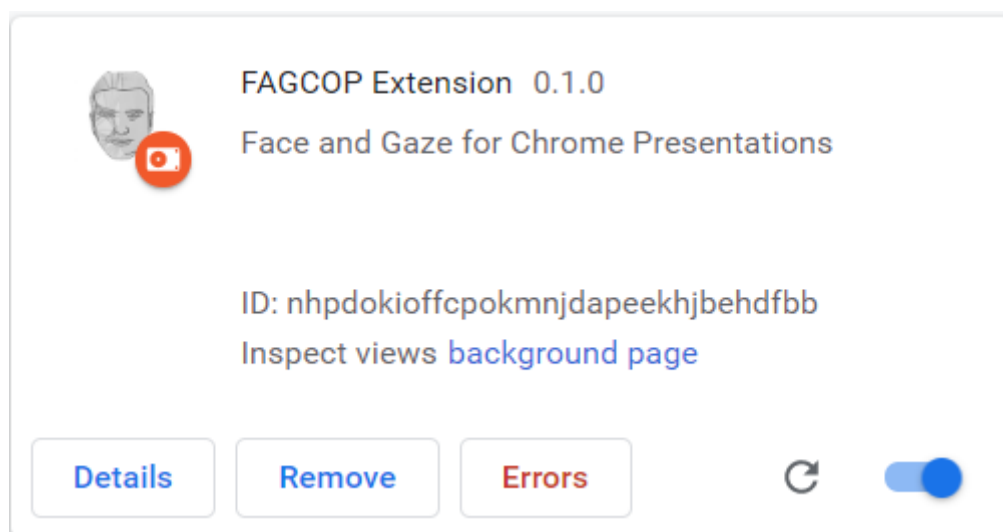 FAGCOP Extension 0.1.0
Face and Gaze for Chrome Presentations
ID: nhpdokioffcpokmnjdapeekhjbehdfbb
Inspect views background page
Details Remove Errors